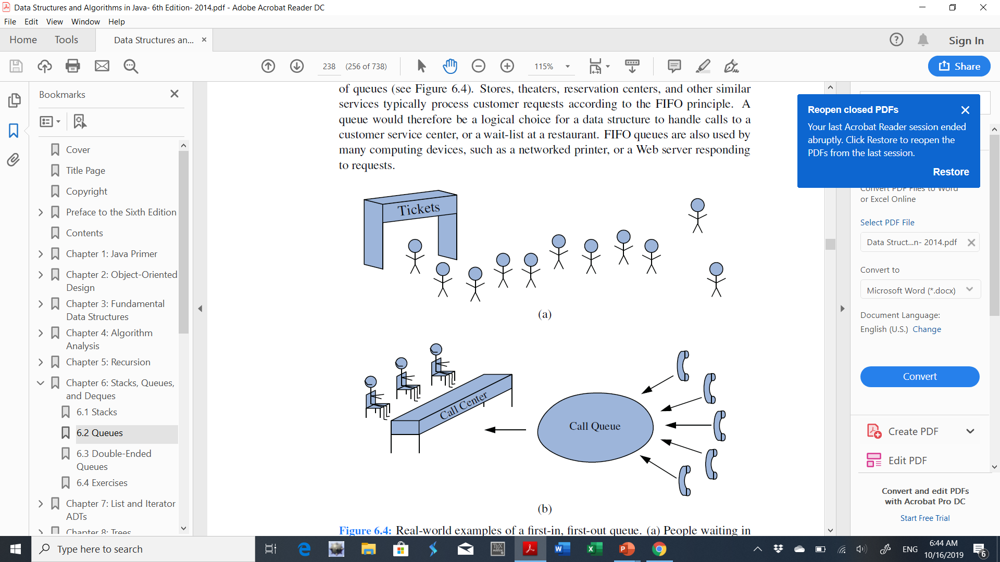 Data Structures and Algorithms in Java- 6th Edition- 2014.pdf - Adobe Acrobat Reader DC
File Edit View Window Help
Home Tools Data Structures an... Sign In
238 (256 of 738) 115% Share
Bookmarks
Cover
Title Page
Copyright
Preface to the Sixth Edition
Contents
Chapter 1: Java Primer
Chapter 2: Object-Oriented
Design
Chapter 3: Fundamental
Data Structures
Chapter 4: Algorithm
Analysis
Chapter 5: Recursion
Chapter 6: Stacks, Queues,
and Deques
6.1 Stacks
6.2 Queues
6.3 Double-Ended
Queues
6.4 Exercises
Chapter 7: List and Iterator
ADTs
Chapter 8: Trees
of queues (see Figure 6.4). Stores, theaters, reservation centers, and other similar
services typically process customer requests according to the FIFO principle. A
queue would therefore be a logical choice for a data structure to handle calls to a
customer service center, or a wait-list at a restaurant. FIFO queues are also used by
many computing devices, such as a networked printer, or a Web server responding
to requests.
Tickets
(a)
Call Center
Call Queue
(b)
Figure 6.4: Real-world examples of a first-in, first-out queue. (a) People waiting in
Reopen closed PDFs
Your last Acrobat Reader session ended
abruptly. Click Restore to reopen the
PDFs from the last session.
Restore
Convert PDF Files to Word
or Excel Online
Select PDF File
Data Struct...n- 2014.pdf
Convert to
Microsoft Word (*.docx)
Document Language:
English (U.S.) Change
Convert
Create PDF
Edit PDF
Convert and edit PDFs
with Acrobat Pro DC
Start Free Trial
Type here to search
ENG
6:44 AM
10/16/2019
6